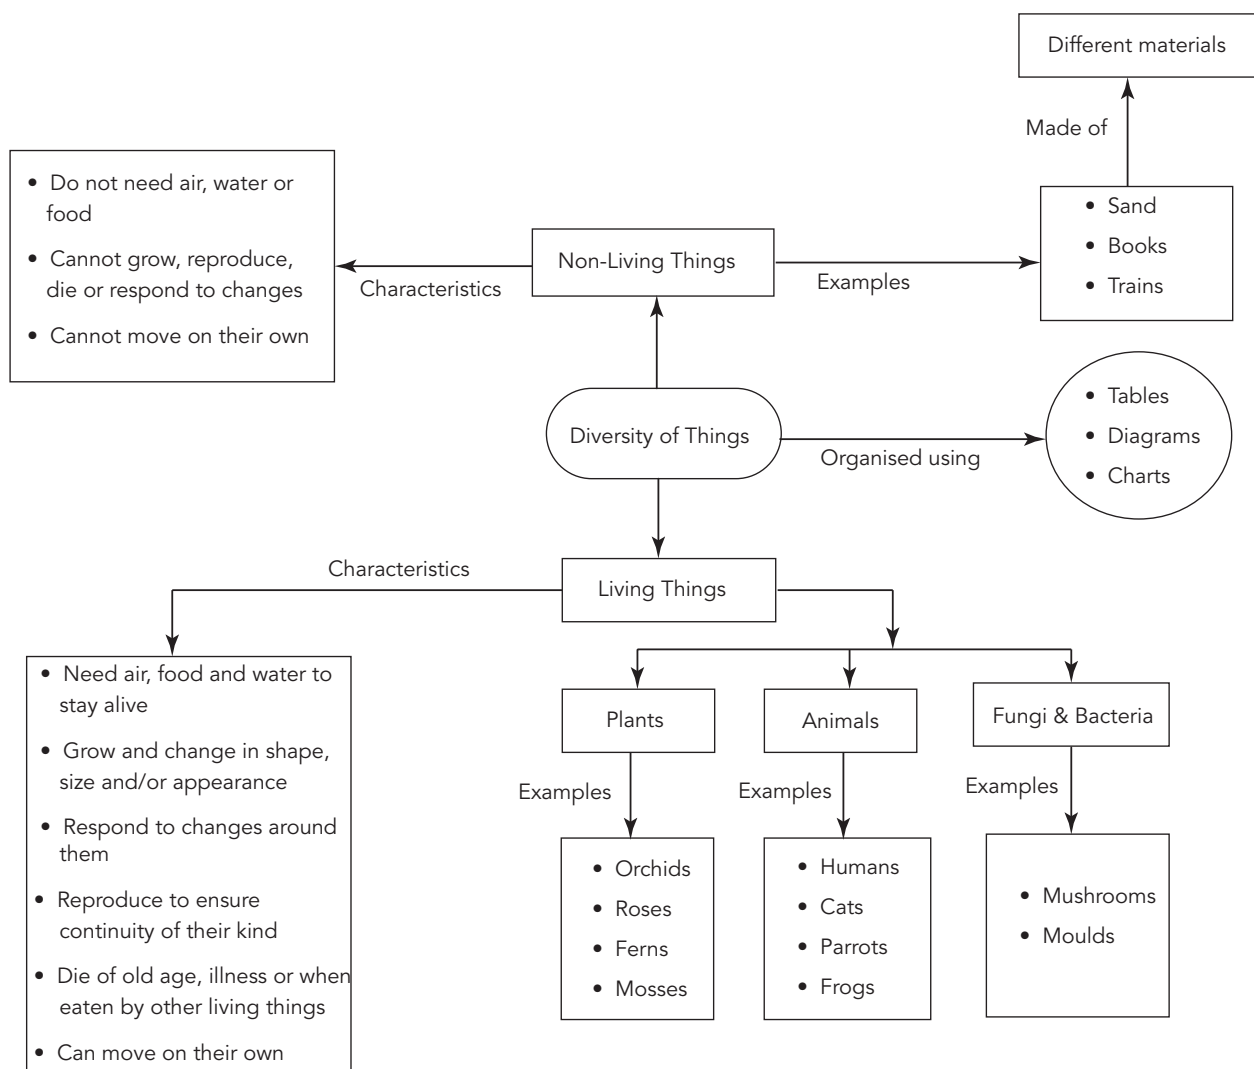 Different materials
Made of
• Sand
• Books
• Trains
Non-Living Things
Examples
Characteristics
• Do not need air, water or
food
• Cannot grow, reproduce,
die or respond to changes
• Cannot move on their own
Diversity of Things
Organised using
• Tables
• Diagrams
• Charts
Living Things
Characteristics
• Need air, food and water to
stay alive
• Grow and change in shape,
size and/or appearance
• Respond to changes around
them
• Reproduce to ensure
continuity of their kind
• Die of old age, illness or when
eaten by other living things
• Can move on their own
Plants
Examples
• Orchids
• Roses
• Ferns
• Mosses
Animals
Examples
• Humans
• Cats
• Parrots
• Frogs
Fungi & Bacteria
Examples
• Mushrooms
• Moulds